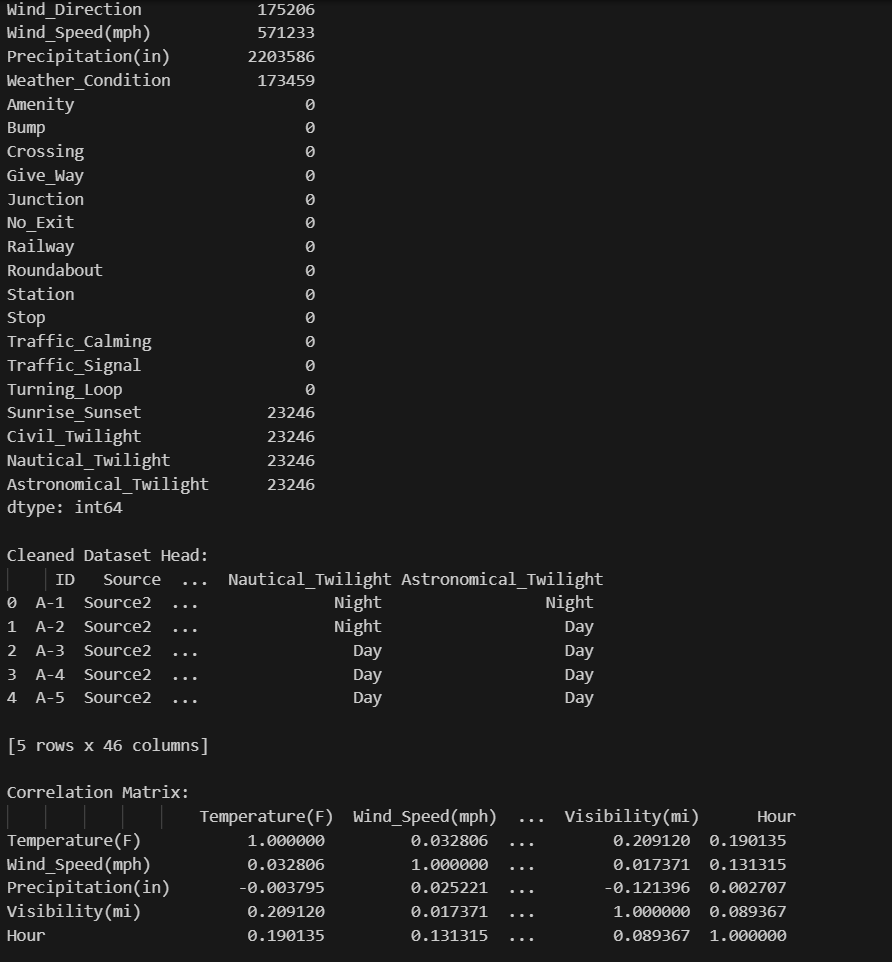 Wind_Direction            175206
Wind_Speed(mph)           571233
Precipitation(in)        2203586
Weather_Condition         173459
Amenity                        0
Bump                           0
Crossing                       0
Give_Way                       0
Junction                       0
No_Exit                        0
Railway                        0
Roundabout                     0
Station                        0
Stop                           0
Traffic_Calming                0
Traffic_Signal                 0
Turning_Loop                   0
Sunrise_Sunset             23246
Civil_Twilight             23246
Nautical_Twilight          23246
Astronomical_Twilight      23246
dtype: int64
Cleaned Dataset Head:
     ID   Source  ...  Nautical_Twilight Astronomical_Twilight
0  A-1  Source2  ...              Night                 Night
1  A-2  Source2  ...              Night                   Day
2  A-3  Source2  ...                Day                   Day
3  A-4  Source2  ...                Day                   Day
4  A-5  Source2  ...                Day                   Day
[5 rows x 46 columns]
Correlation Matrix:
                    Temperature(F)  Wind_Speed(mph)  ...  Visibility(mi)      Hour
Temperature(F)           1.000000         0.032806  ...        0.209120  0.190135
Wind_Speed(mph)          0.032806         1.000000  ...        0.017371  0.131315
Precipitation(in)       -0.003795         0.025221  ...       -0.121396  0.002707
Visibility(mi)           0.209120         0.017371  ...        1.000000  0.089367
Hour                     0.190135         0.131315  ...        0.089367  1.000000